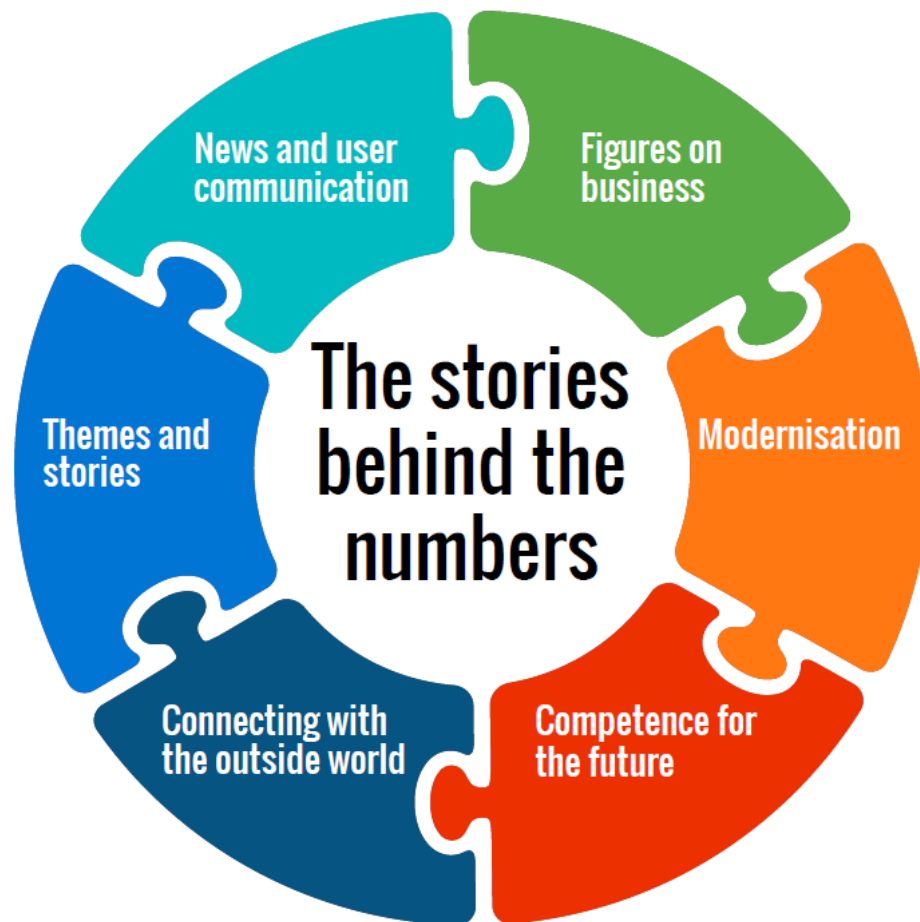 News and user
communication
Figures on
business
Themes and
stories
The stories
behind the
numbers
Modernisation
Connecting with
the outside world
Competence for
the future